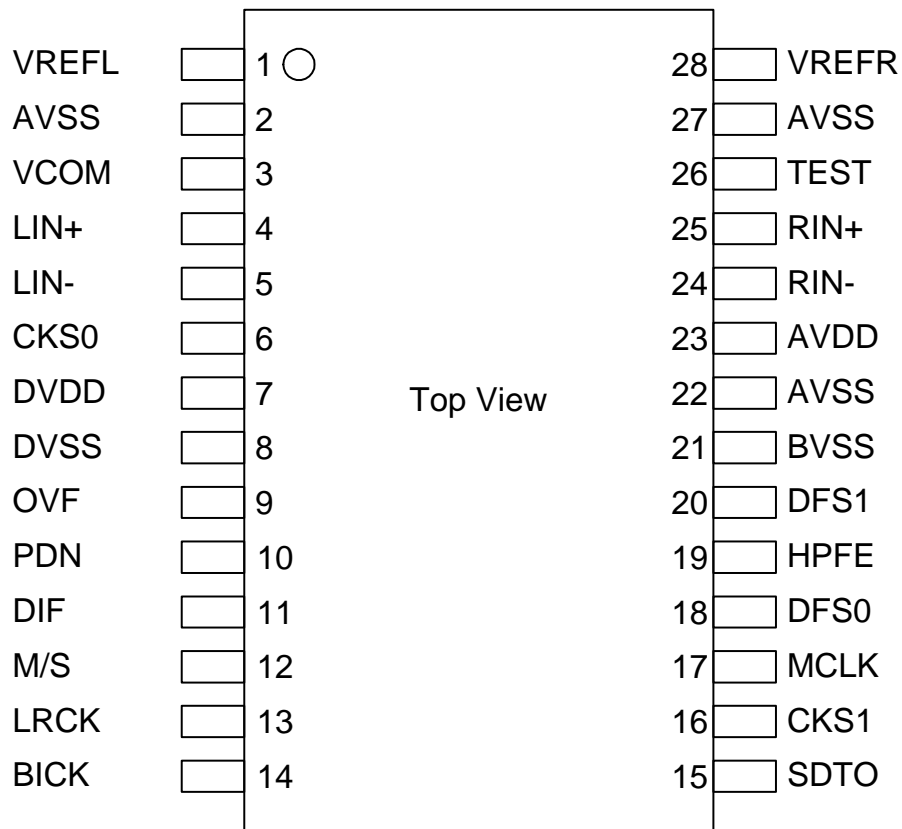 VREFL 1 28 VREFR
AVSS 2 27 AVSS
VCOM 3 26 TEST
LIN+ 4 25 RIN+
LIN- 5 24 RIN-
CKS0 6 23 AVDD
DVDD 7 Top View 22 AVSS
DVSS 8 21 BVSS
OVF 9 20 DFS1
PDN 10 19 HPFE
DIF 11 18 DFS0
M/S 12 17 MCLK
LRCK 13 16 CKS1
BICK 14 15 SDTO